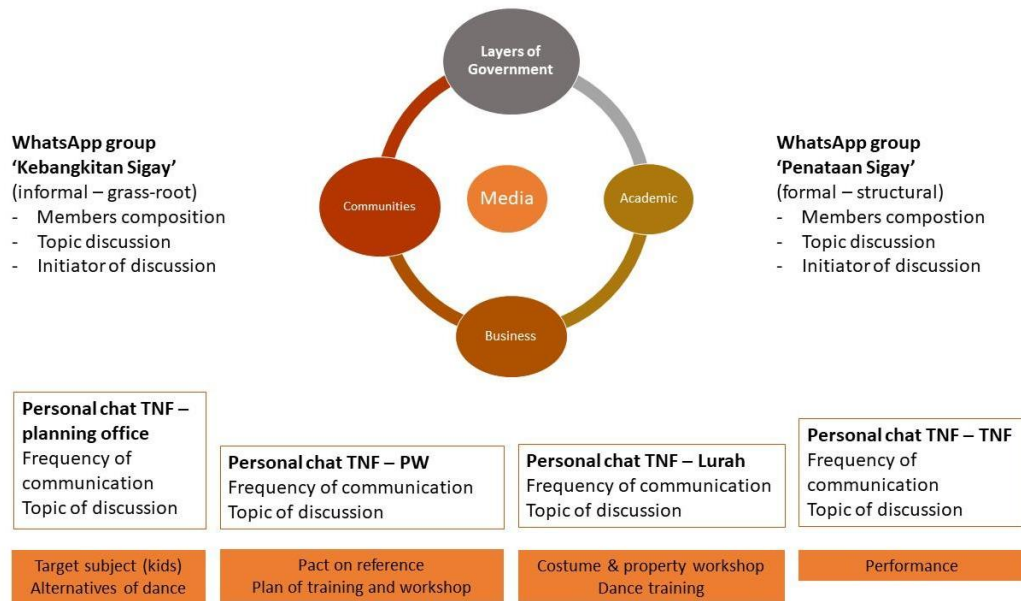 Layers of
Government
WhatsApp group
‘Kebangkitan Sigay’
(informal – grass-root)
- Members composition
- Topic discussion
- Initiator of discussion
Communities
Media
Academic
Business
WhatsApp group
‘Penataan Sigay’
(formal – structural)
- Members compostion
- Topic discussion
- Initiator of discussion
Personal chat TNF –
planning office
Frequency of
communication
Topic of discussion
Personal chat TNF – PW
Frequency of communication
Topic of discussion
Personal chat TNF – Lurah
Frequency of communication
Topic of discussion
Personal chat TNF – TNF
Frequency of
communication
Topic of discussion
Target subject (kids)
Alternatives of dance
Pact on reference
Plan of training and workshop
Costume & property workshop
Dance training
Performance